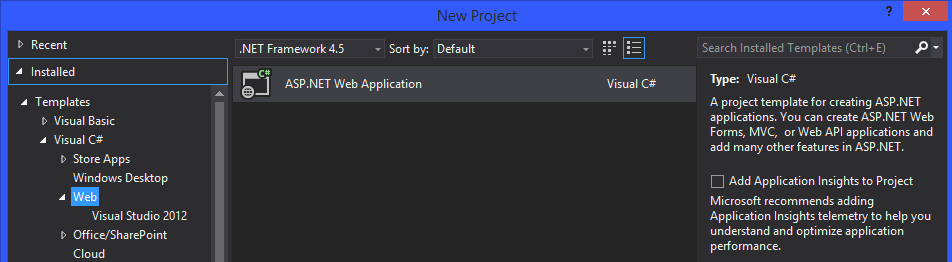 New Project
?
Recent
Installed
Templates
Visual Basic
Visual C#
Store Apps
Windows Desktop
Web
Visual Studio 2012
Office/SharePoint
Cloud
.NET Framework 4.5 Sort by: Default
C# ASP.NET Web Application Visual C#
Search Installed Templates (Ctrl+E)
Type: Visual C#
A project template for creating ASP.NET
applications. You can create ASP.NET Web
Forms, MVC, or Web API applications and
add many other features in ASP.NET.
Add Application Insights to Project
Microsoft recommends adding
Application Insights telemetry to help you
understand and optimize application
performance.